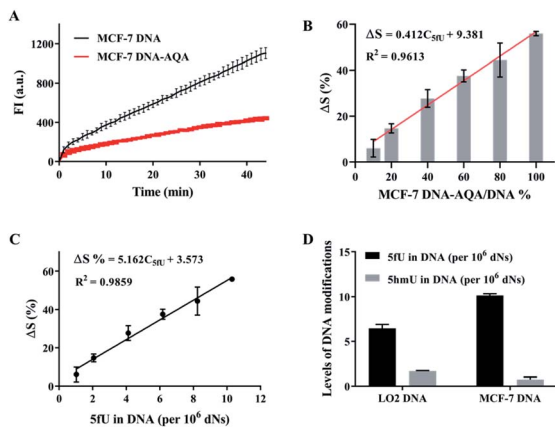 A
MCF-7 DNA
MCF-7 DNA-AQA
FI (a.u.)
1200
800
400
0
0 10 20 30 40
Time (min)
B
ΔS = 0.412C5fU + 9.381
R² = 0.9613
ΔS (%)
60
40
20
0
0 20 40 60 80 100
MCF-7 DNA-AQA/DNA %
C
ΔS % = 5.162C5fU + 3.573
R² = 0.9859
ΔS (%)
60
40
20
0
0 2 4 6 8 10 12
5fU in DNA (per 10⁶ dNs)
D
5fU in DNA (per 10⁶ dNs)
5hmU in DNA (per 10⁶ dNs)
Levels of DNA modifications
15
10
5
0
LO2 DNA MCF-7 DNA